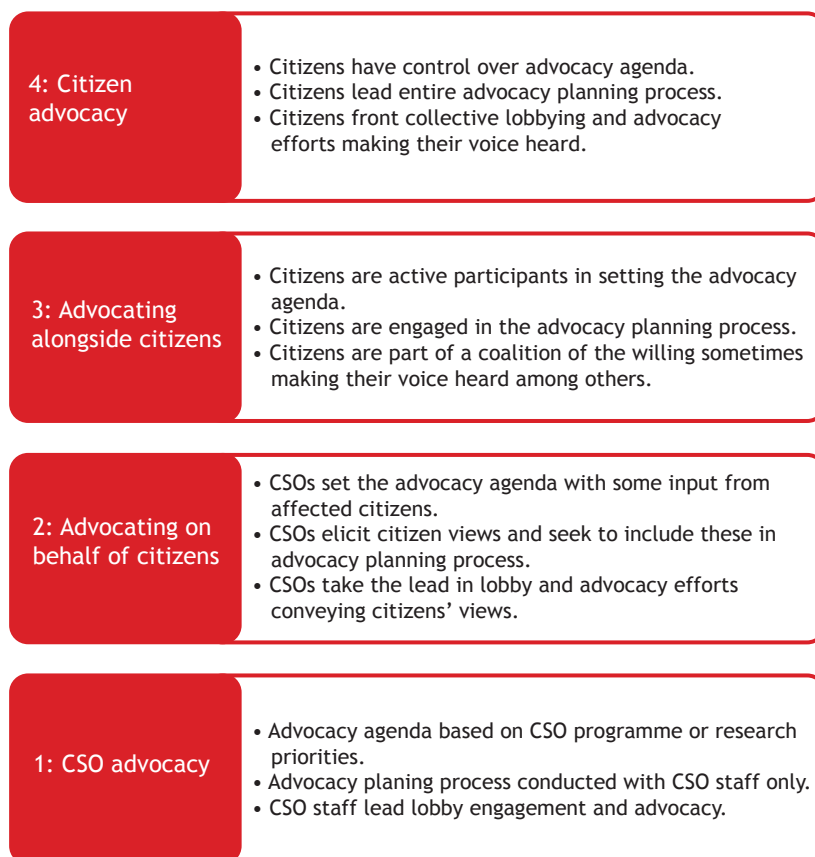 4: Citizen
advocacy
• Citizens have control over advocacy agenda.
• Citizens lead entire advocacy planning process.
• Citizens front collective lobbying and advocacy
efforts making their voice heard.
3: Advocating
alongside citizens
• Citizens are active participants in setting the advocacy
agenda.
• Citizens are engaged in the advocacy planning process.
• Citizens are part of a coalition of the willing sometimes
making their voice heard among others.
2: Advocating on
behalf of citizens
• CSOs set the advocacy agenda with some input from
affected citizens.
• CSOs elicit citizen views and seek to include these in
advocacy planning process.
• CSOs take the lead in lobby and advocacy efforts
conveying citizens’ views.
1: CSO advocacy
• Advocacy agenda based on CSO programme or research
priorities.
• Advocacy planing process conducted with CSO staff only.
• CSO staff lead lobby engagement and advocacy.